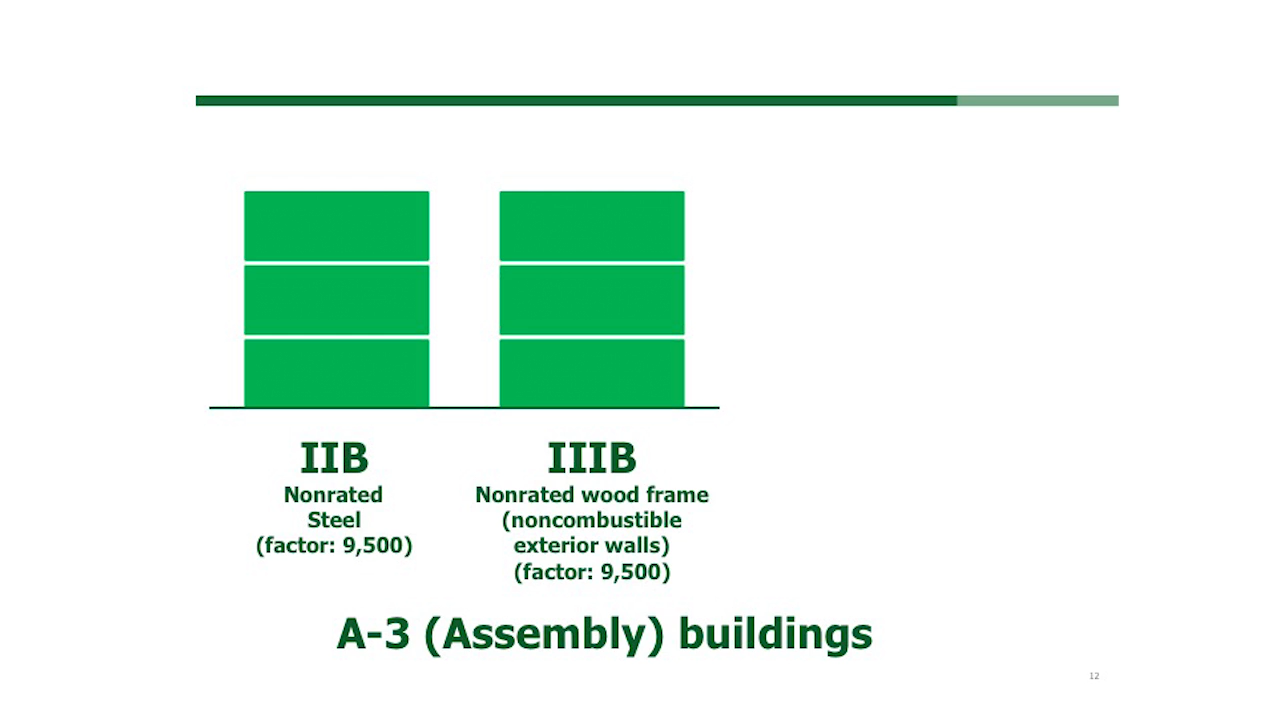 IIB
Nonrated
Steel
(factor: 9,500)
IIIB
Nonrated wood frame
(noncombustible
exterior walls)
(factor: 9,500)
A-3 (Assembly) buildings
12